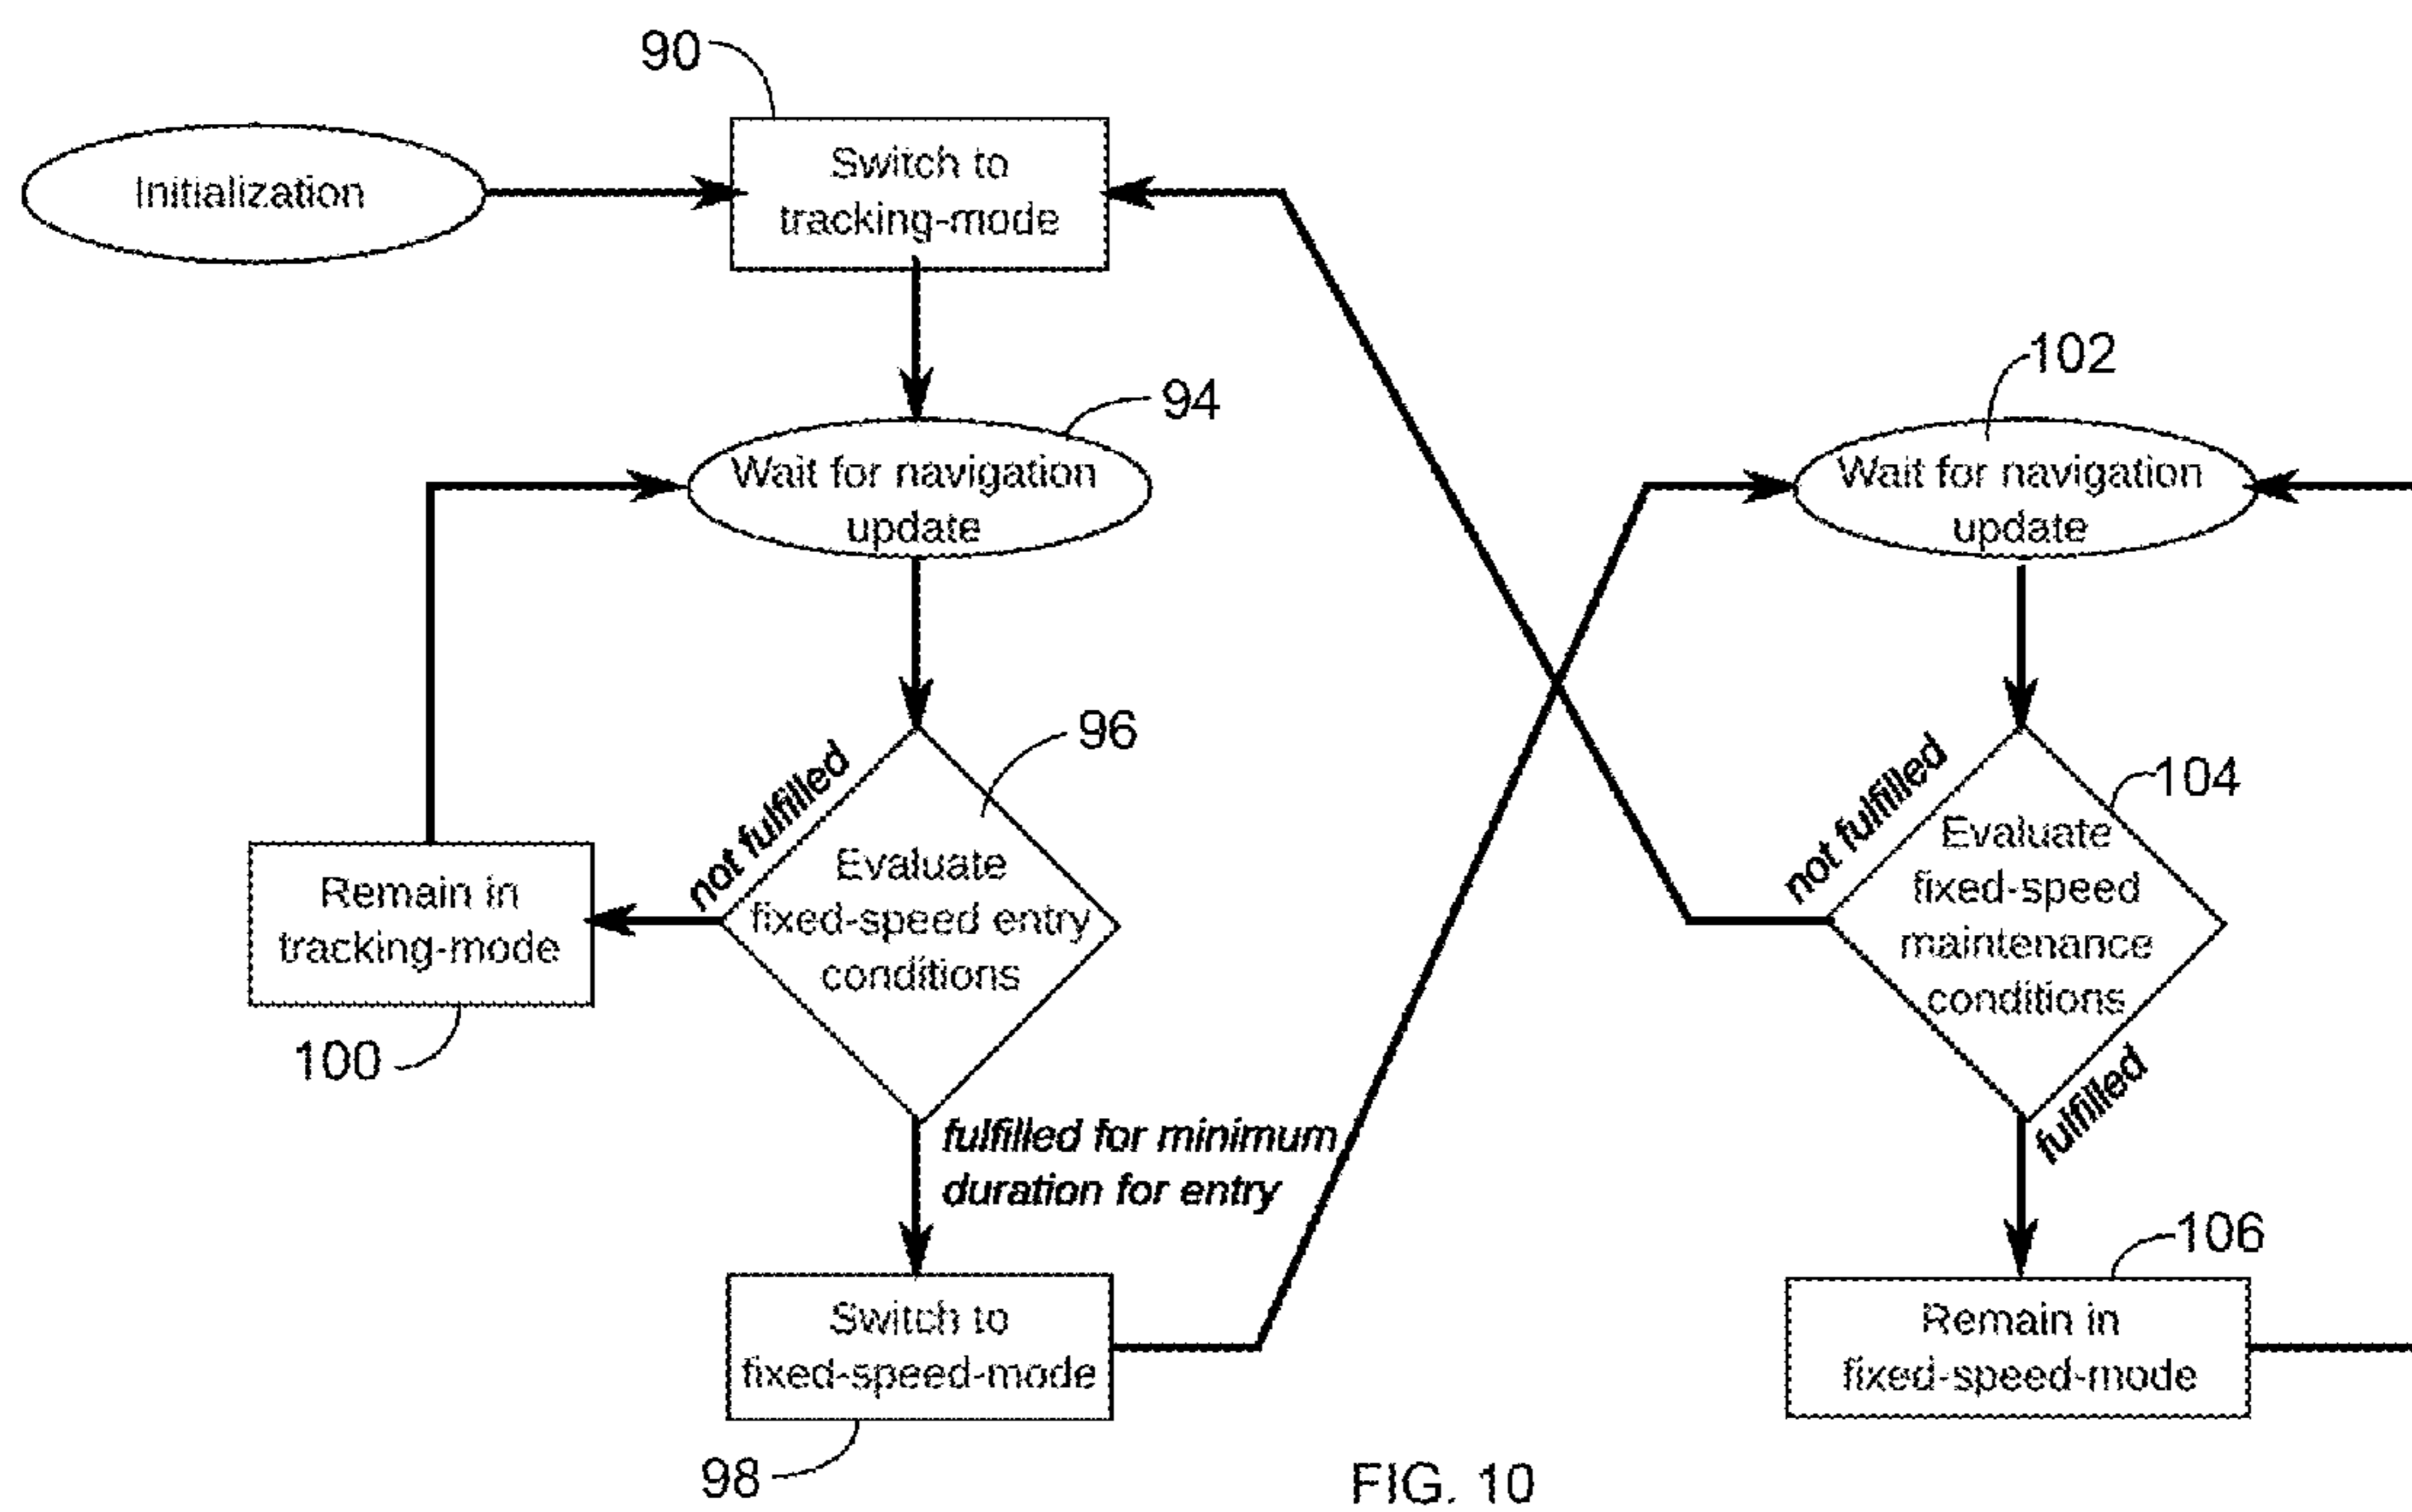 90
Initialization
Switch to
tracking-mode
94
Wait for navigation
update
102
Wait for navigation
update
96
not fulfilled
Evaluate
fixed-speed entry
conditions
Remain in
tracking-mode
100
fulfilled for minimum
duration for entry
Switch to
fixed-speed-mode
98
104
not fulfilled
Evaluate
fixed-speed
maintenance
conditions
fulfilled
106
Remain in
fixed-speed-mode
FIG. 10